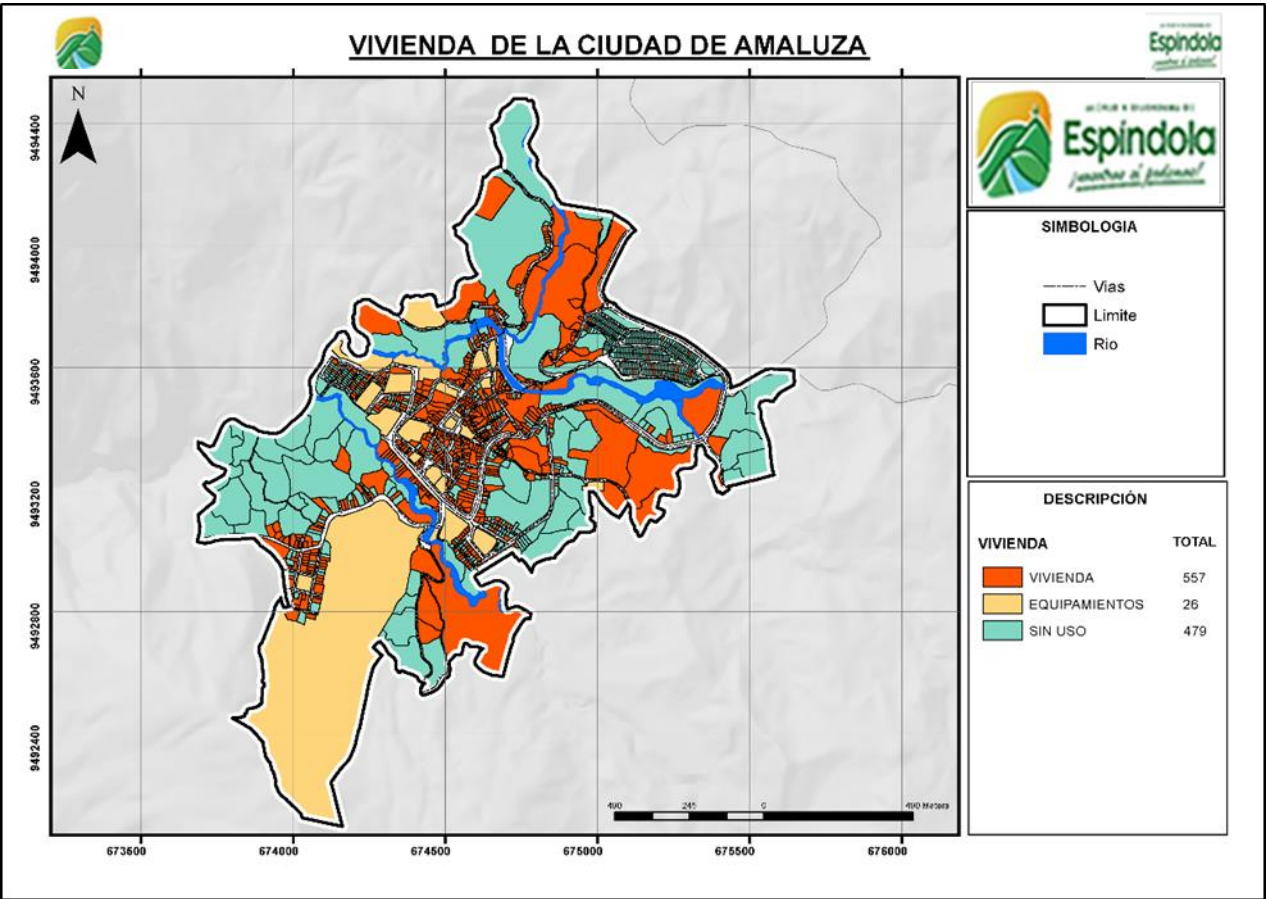 VIVIENDA DE LA CIUDAD DE AMALUZA
Espíndola
N
Espíndola
SIMBOLOGIA
Vias
Limite
Rio
DESCRIPCIÓN
VIVIENDA TOTAL
VIVIENDA 557
EQUIPAMIENTOS 26
SIN USO 479
9494400
9494000
9493600
9493200
9492800
9492400
490 245 0 490 Meters
673500 674000 674500 675000 675500 676000